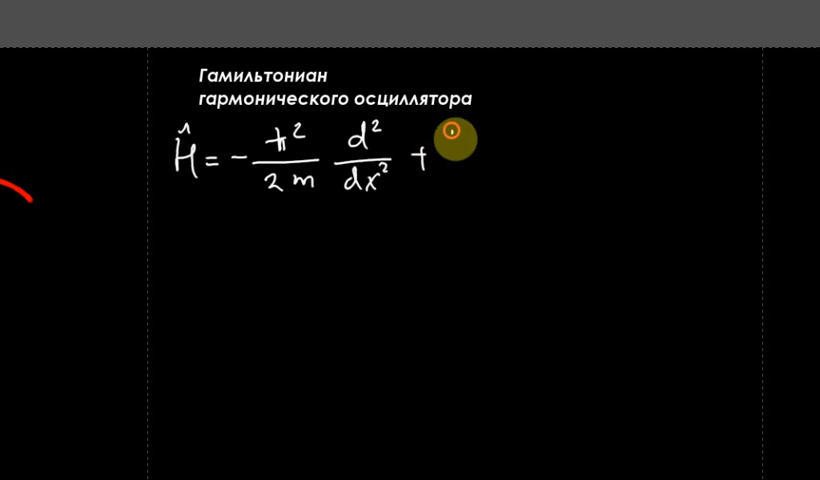 Гамильтониан
гармонического осциллятора
Ĥ = - ħ² / 2m d² / dx² +